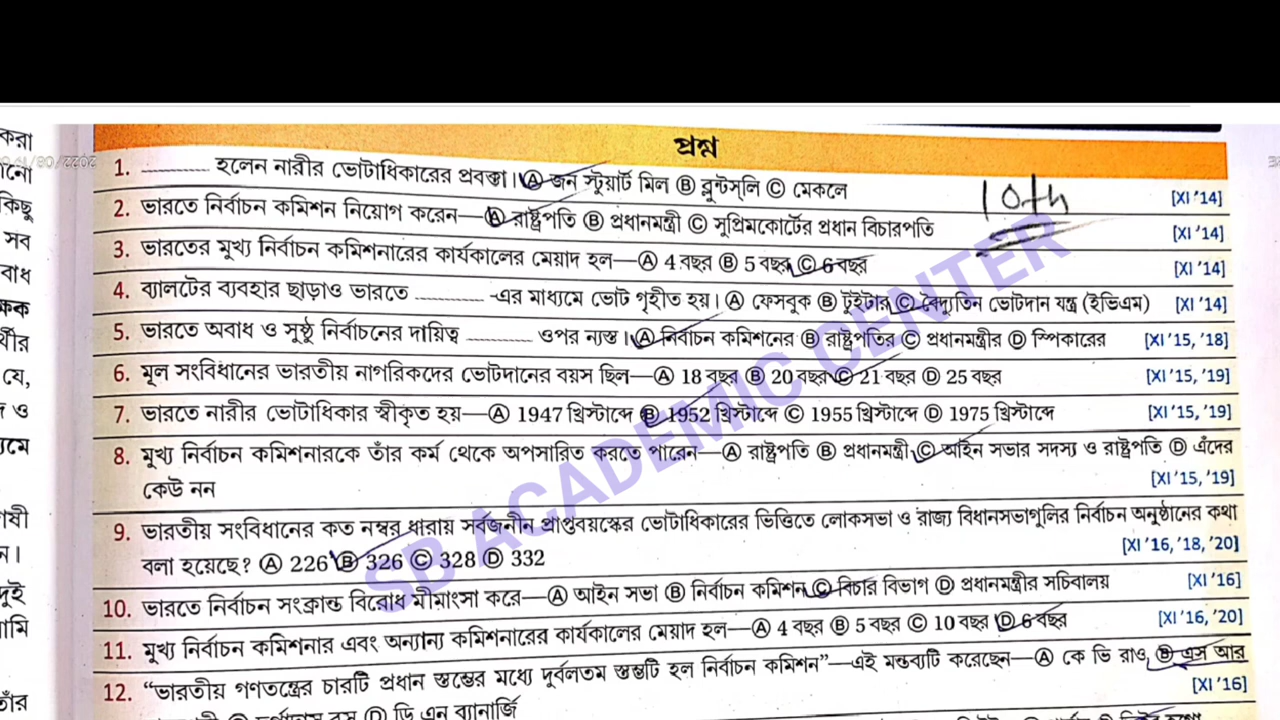 প্রশ্ন
1. ............ হলেন নারীর ভোটাধিকারের প্রবক্তা। Ⓐ জন স্টুয়ার্ট মিল Ⓑ ব্লুন্টস্‌লি Ⓒ মেকলে [XI '14]
10th
2. ভারতে নির্বাচন কমিশন নিয়োগ করেন— Ⓐ রাষ্ট্রপতি Ⓑ প্রধানমন্ত্রী Ⓒ সুপ্রিমকোর্টের প্রধান বিচারপতি [XI '14]
3. ভারতের মুখ্য নির্বাচন কমিশনারের কার্যকালের মেয়াদ হল—Ⓐ 4 বছর Ⓑ 5 বছর Ⓒ 6 বছর [XI '14]
4. ব্যালটের ব্যবহার ছাড়াও ভারতে ............ -এর মাধ্যমে ভোট গৃহীত হয়। Ⓐ ফেসবুক Ⓑ টুইটার Ⓒ বৈদ্যুতিন ভোটদান যন্ত্র (ইভিএম) [XI '14]
5. ভারতে অবাধ ও সুষ্ঠু নির্বাচনের দায়িত্ব ............ ওপর ন্যস্ত। Ⓐ নির্বাচন কমিশনের Ⓑ রাষ্ট্রপতির Ⓒ প্রধানমন্ত্রীর Ⓓ স্পিকারের [XI '15, '18]
6. মূল সংবিধানের ভারতীয় নাগরিকদের ভোটদানের বয়স ছিল—Ⓐ 18 বছর Ⓑ 20 বছর Ⓒ 21 বছর Ⓓ 25 বছর [XI '15, '19]
7. ভারতে নারীর ভোটাধিকার স্বীকৃত হয়—Ⓐ 1947 খ্রিস্টাব্দে Ⓑ 1952 খ্রিস্টাব্দে Ⓒ 1955 খ্রিস্টাব্দে Ⓓ 1975 খ্রিস্টাব্দে [XI '15, '19]
8. মুখ্য নির্বাচন কমিশনারকে তাঁর কর্ম থেকে অপসারিত করতে পারেন—Ⓐ রাষ্ট্রপতি Ⓑ প্রধানমন্ত্রী Ⓒ আইন সভার সদস্য ও রাষ্ট্রপতি Ⓓ এঁদের
কেউ নন [XI '15, '19]
9. ভারতীয় সংবিধানের কত নম্বর ধারায় সর্বজনীন প্রাপ্তবয়স্কের ভোটাধিকারের ভিত্তিতে লোকসভা ও রাজ্য বিধানসভাগুলির নির্বাচন অনুষ্ঠানের কথা
বলা হয়েছে? Ⓐ 226 Ⓑ 326 Ⓒ 328 Ⓓ 332 [XI '16, '18, '20]
10. ভারতে নির্বাচন সংক্রান্ত বিরোধ মীমাংসা করে—Ⓐ আইন সভা Ⓑ নির্বাচন কমিশন Ⓒ বিচার বিভাগ Ⓓ প্রধানমন্ত্রীর সচিবালয় [XI '16]
11. মুখ্য নির্বাচন কমিশনার এবং অন্যান্য কমিশনারের কার্যকালের মেয়াদ হল—Ⓐ 4 বছর Ⓑ 5 বছর Ⓒ 10 বছর Ⓓ 6 বছর [XI '16, '20]
12. “ভারতীয় গণতন্ত্রের চারটি প্রধান স্তম্ভের মধ্যে দুর্বলতম স্তম্ভটি হল নির্বাচন কমিশন”—এই মন্তব্যটি করেছেন—Ⓐ কে ভি রাও, Ⓑ এস আর
Ⓓ ডি এন ব্যানার্জি [XI '16]
SB ACADEMIC CENTER